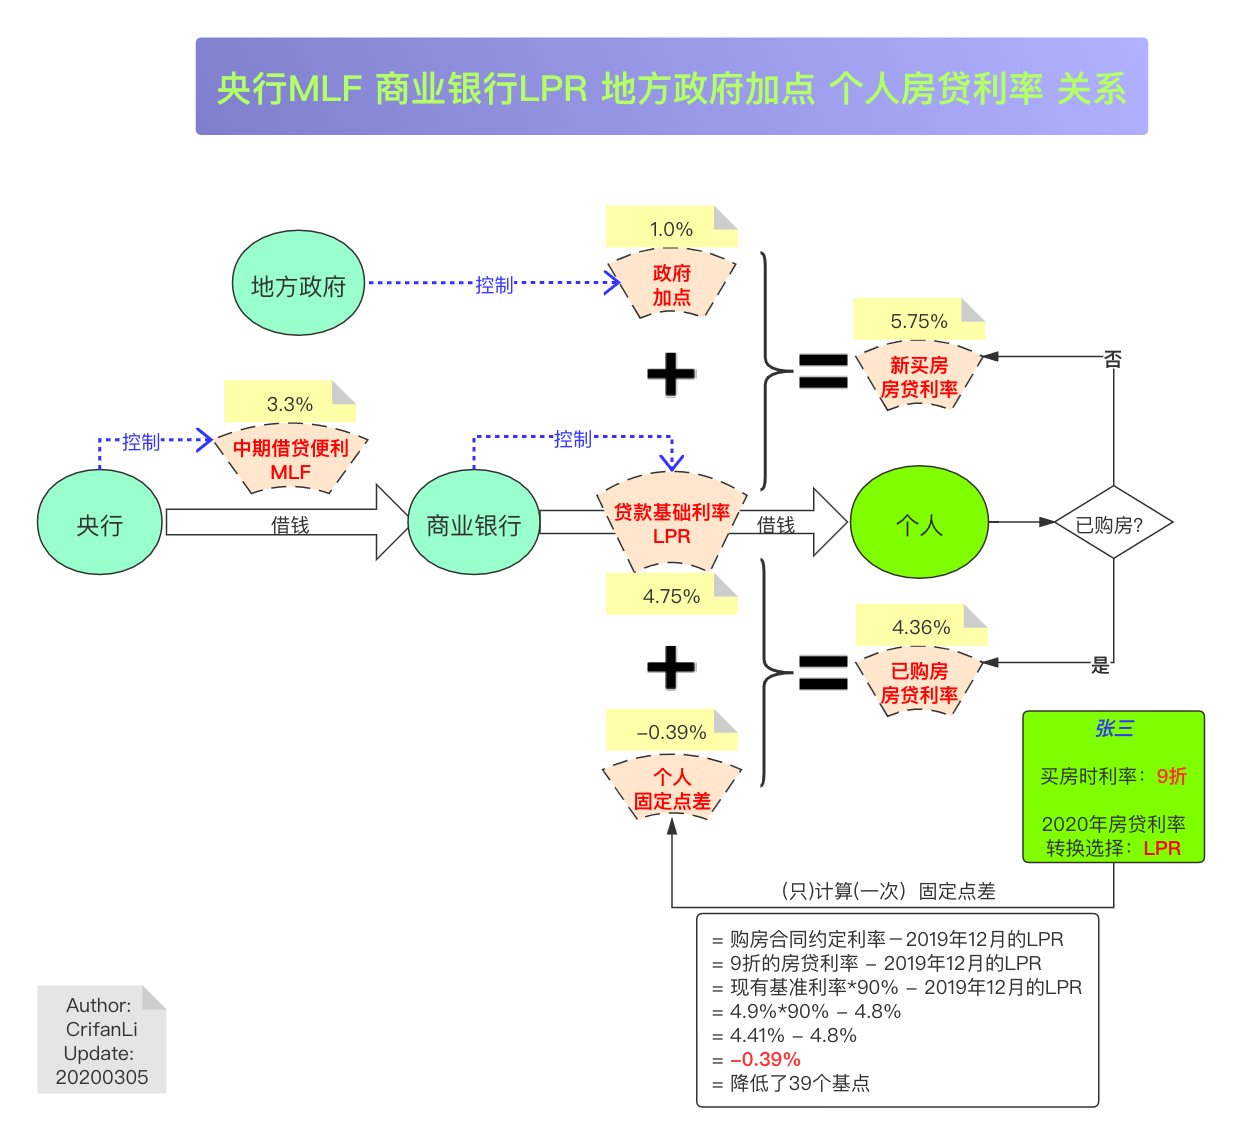 央行MLF 商业银行LPR 地方政府加点 个人房贷利率 关系
1.0%
地方政府
控制
政府
加点
5.75%
新买房
房贷利率
否
3.3%
控制
中期借贷便利
MLF
控制
央行
借钱
商业银行
贷款基础利率
LPR
借钱
个人
已购房?
4.75%
4.36%
已购房
房贷利率
是
-0.39%
个人
固定点差
张三
买房时利率：9折
2020年房贷利率
转换选择：LPR
(只)计算(一次）固定点差
= 购房合同约定利率－2019年12月的LPR
= 9折的房贷利率 - 2019年12月的LPR
= 现有基准利率*90% - 2019年12月的LPR
= 4.9%*90% - 4.8%
= 4.41% - 4.8%
= -0.39%
= 降低了39个基点
Author:
CrifanLi
Update:
20200305